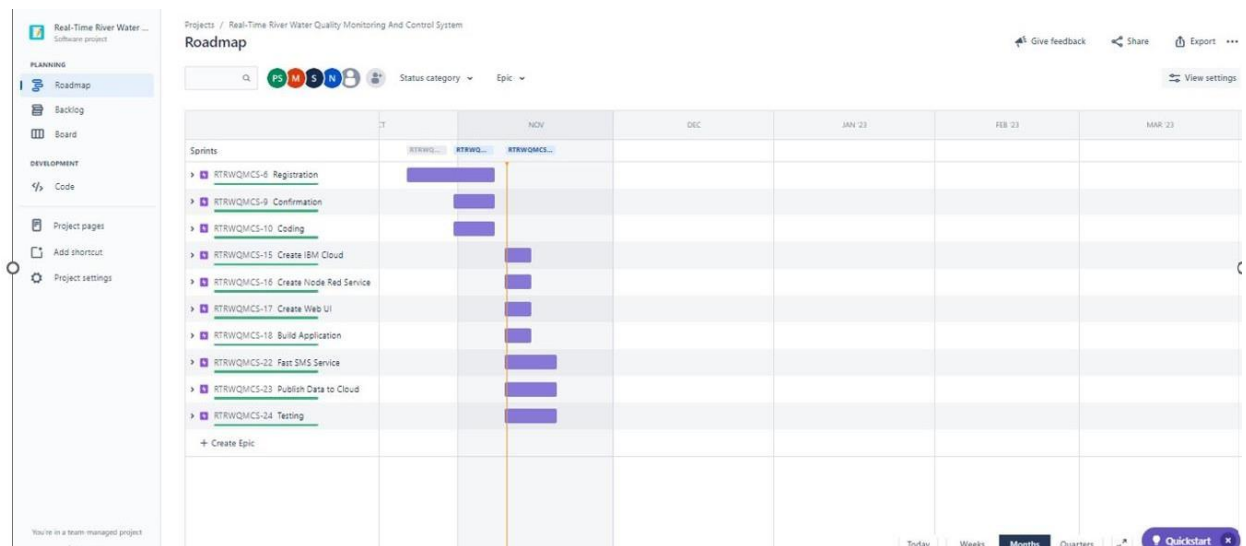 Real-Time River Water ...
Software project
PLANNING
Roadmap
Backlog
Board
DEVELOPMENT
Code
Project pages
Add shortcut
Project settings
You're in a team-managed project
Projects / Real-Time River Water Quality Monitoring And Control System
Roadmap
Give feedback
Share
Export
PS M S N
Status category
Epic
View settings
NOV
DEC
JAN '23
FEB '23
MAR '23
Sprints
RTRWQ...
RTRWQ...
RTRWQMCS...
RTRWQMCS-6 Registration
RTRWQMCS-9 Confirmation
RTRWQMCS-10 Coding
RTRWQMCS-15 Create IBM Cloud
RTRWQMCS-16 Create Node Red Service
RTRWQMCS-17 Create Web UI
RTRWQMCS-18 Build Application
RTRWQMCS-22 Fast SMS Service
RTRWQMCS-23 Publish Data to Cloud
RTRWQMCS-24 Testing
+ Create Epic
Today
Weeks
Months
Quarters
Quickstart